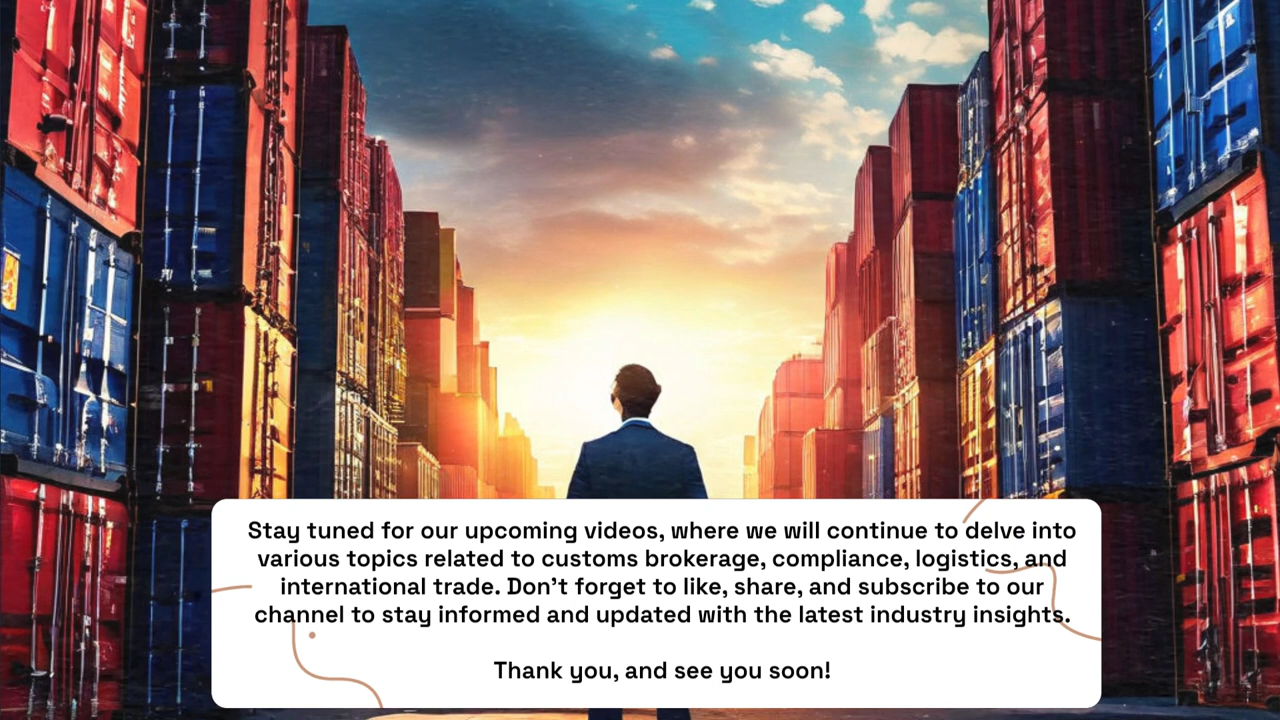 Stay tuned for our upcoming videos, where we will continue to delve into
various topics related to customs brokerage, compliance, logistics, and
international trade. Don't forget to like, share, and subscribe to our
channel to stay informed and updated with the latest industry insights.
Thank you, and see you soon!